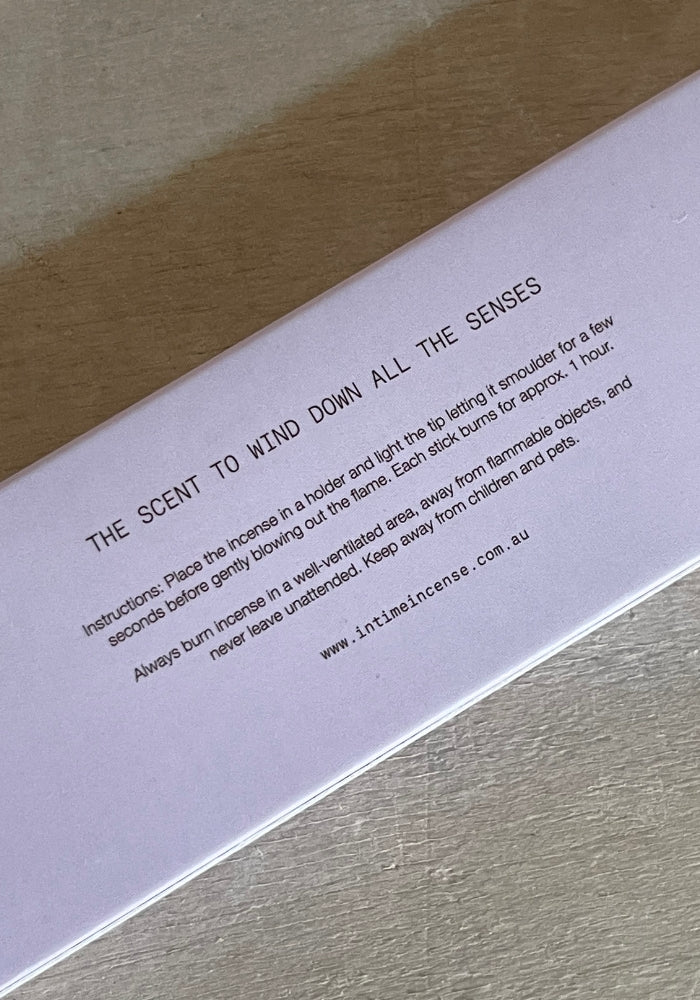 THE SCENT TO WIND DOWN ALL THE SENSES
Instructions: Place the incense in a holder and light the tip letting it smoulder for a few
seconds before gently blowing out the flame. Each stick burns for approx. 1 hour.
Always burn incense in a well-ventilated area, away from flammable objects, and
never leave unattended. Keep away from children and pets.
www.intimeincense.com.au